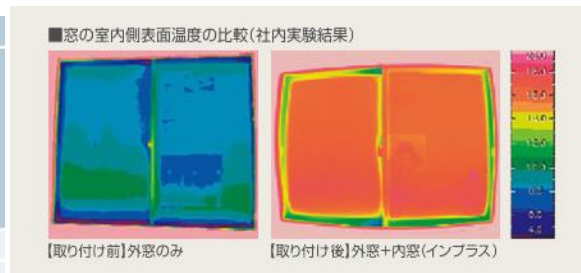 ■窓の室内側表面温度の比較(社内実験結果)
【取り付け前】外窓のみ
【取り付け後】外窓+内窓(インプラス)